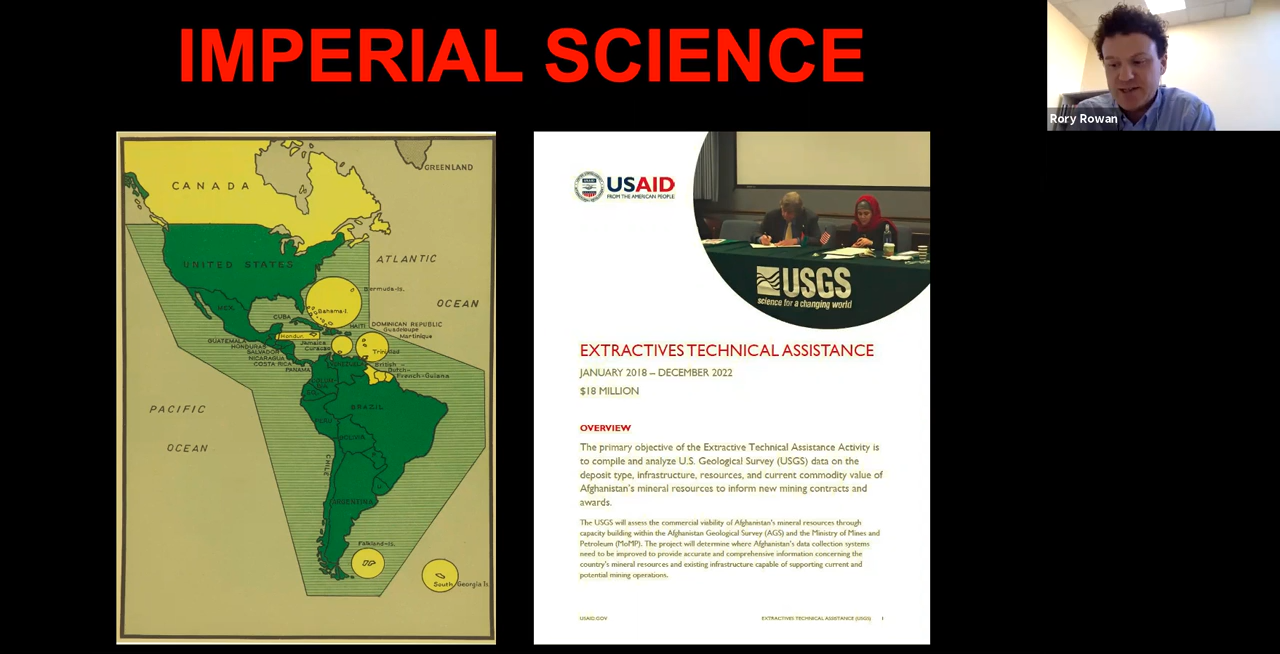 IMPERIAL SCIENCE
Rory Rowan
GREENLAND
CANADA
UNITED STATES
ATLANTIC
OCEAN
Bermuda-Is.
Bahama-I.
MEX.
CUBA
HAITI
DOMINICAN REPUBLIC
Guadeloupe
Martinique
Hondur.
Jamaica
Curacao
Trinidad
GUATEMALA
HONDURAS
SALVADOR
NICARAGUA
COSTA RICA
PANAMA
VENEZUELA
British-
Dutch-
French-Guiana
BRAZIL
PERU
BOLIVIA
PACIFIC
OCEAN
CHILE
ARGENTINA
Falkland-Is.
South Georgia Is.
USAID
FROM THE AMERICAN PEOPLE
USGS
science for a changing world
EXTRACTIVES TECHNICAL ASSISTANCE
JANUARY 2018 – DECEMBER 2022
$18 MILLION
OVERVIEW
The primary objective of the Extractive Technical Assistance Activity is
to compile and analyze U.S. Geological Survey (USGS) data on the
deposit type, infrastructure, resources, and current commodity value of
Afghanistan's mineral resources to inform new mining contracts and
awards.
The USGS will assess the commercial viability of Afghanistan's mineral resources through
capacity building within the Afghanistan Geological Survey (AGS) and the Ministry of Mines and
Petroleum (MoMP). The project will determine where Afghanistan's data collection systems
need to be improved to provide accurate and comprehensive information concerning the
country's mineral resources and existing infrastructure capable of supporting current and
potential mining operations.
USAID.GOV
EXTRACTIVES TECHNICAL ASSISTANCE (USGS) 1